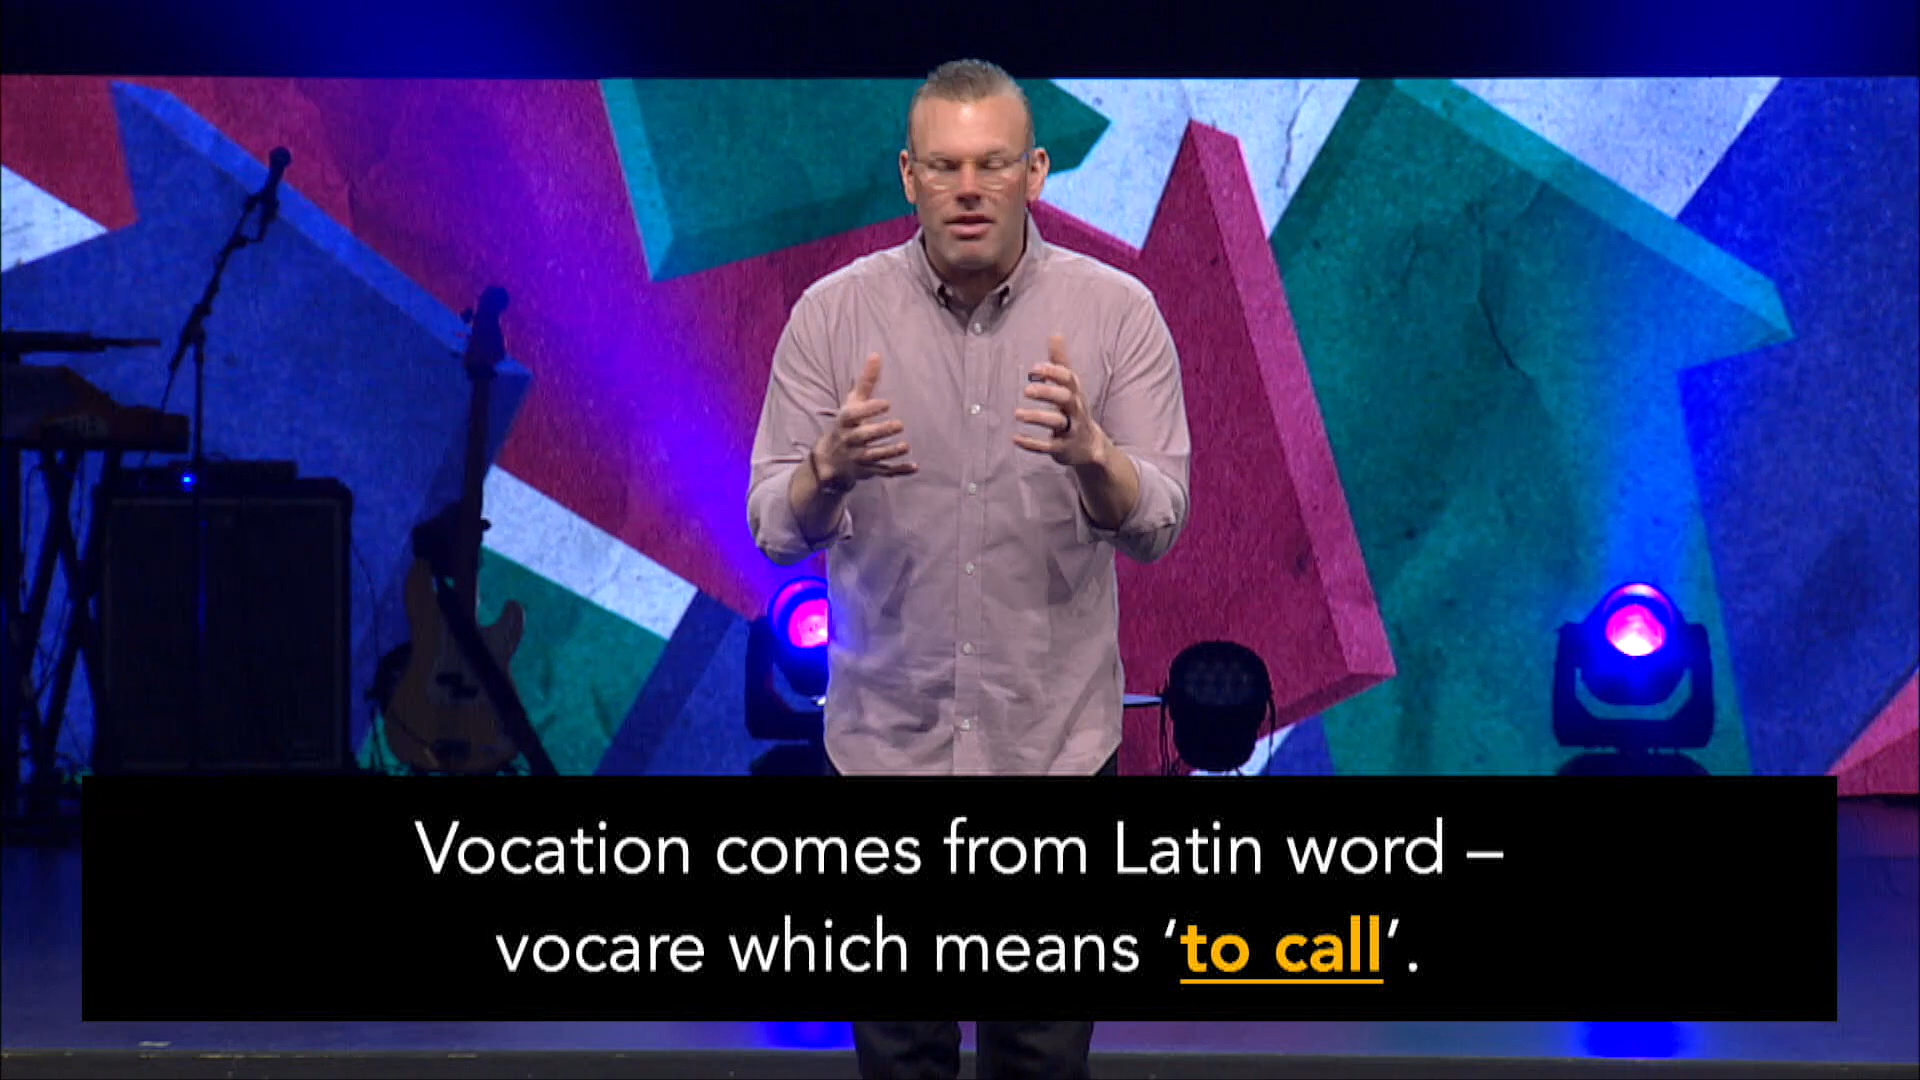 Vocation comes from Latin word –
vocare which means ‘to call’.